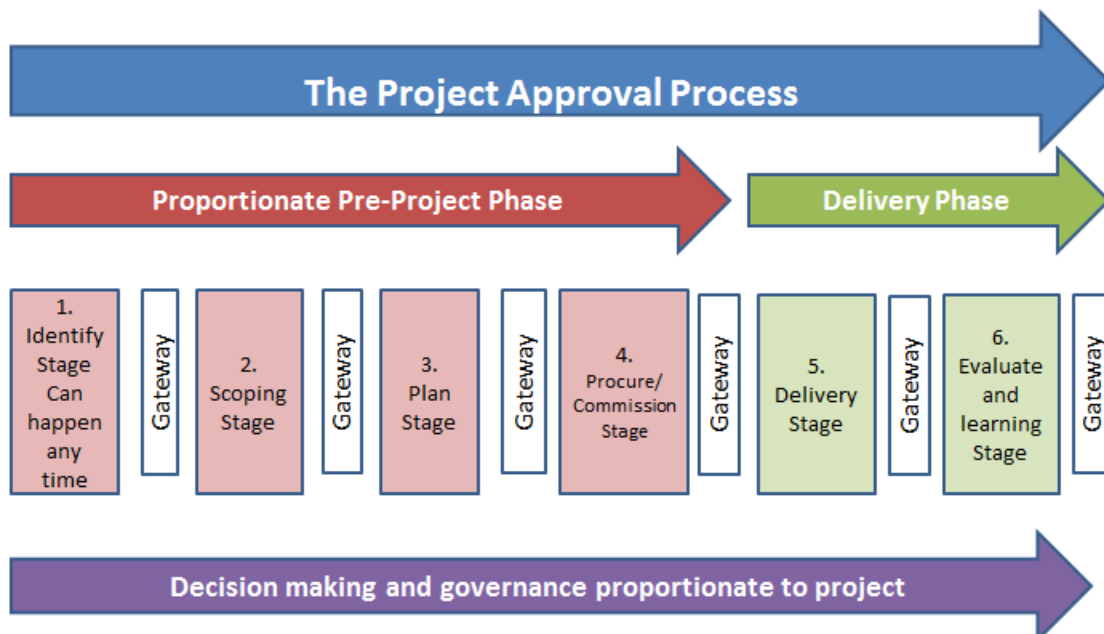 The Project Approval Process
Proportionate Pre-Project Phase
Delivery Phase
1.
Identify
Stage
Can
happen
any
time
Gateway
2.
Scoping
Stage
Gateway
3.
Plan
Stage
Gateway
4.
Procure/
Commission
Stage
Gateway
5.
Delivery
Stage
Gateway
6.
Evaluate
and
learning
Stage
Gateway
Decision making and governance proportionate to project